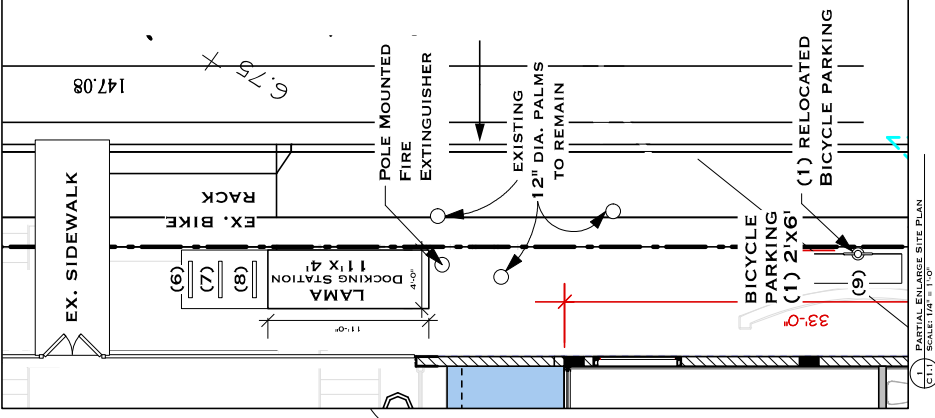 147.08
6.75
POLE MOUNTED
FIRE
EXTINGUISHER
EXISTING
12" DIA. PALMS
TO REMAIN
(1) RELOCATED
BICYCLE PARKING
EX. SIDEWALK
EX. BIKE
RACK
(6)
(7)
(8)
LAMA
DOCKING STATION
11' X 4'
4'-0"
11'-0"
BICYCLE
PARKING
(1) 2'X6'
(9)
33'-0"
1
C1.1
PARTIAL ENLARGE SITE PLAN
SCALE: 1/4" = 1'-0"